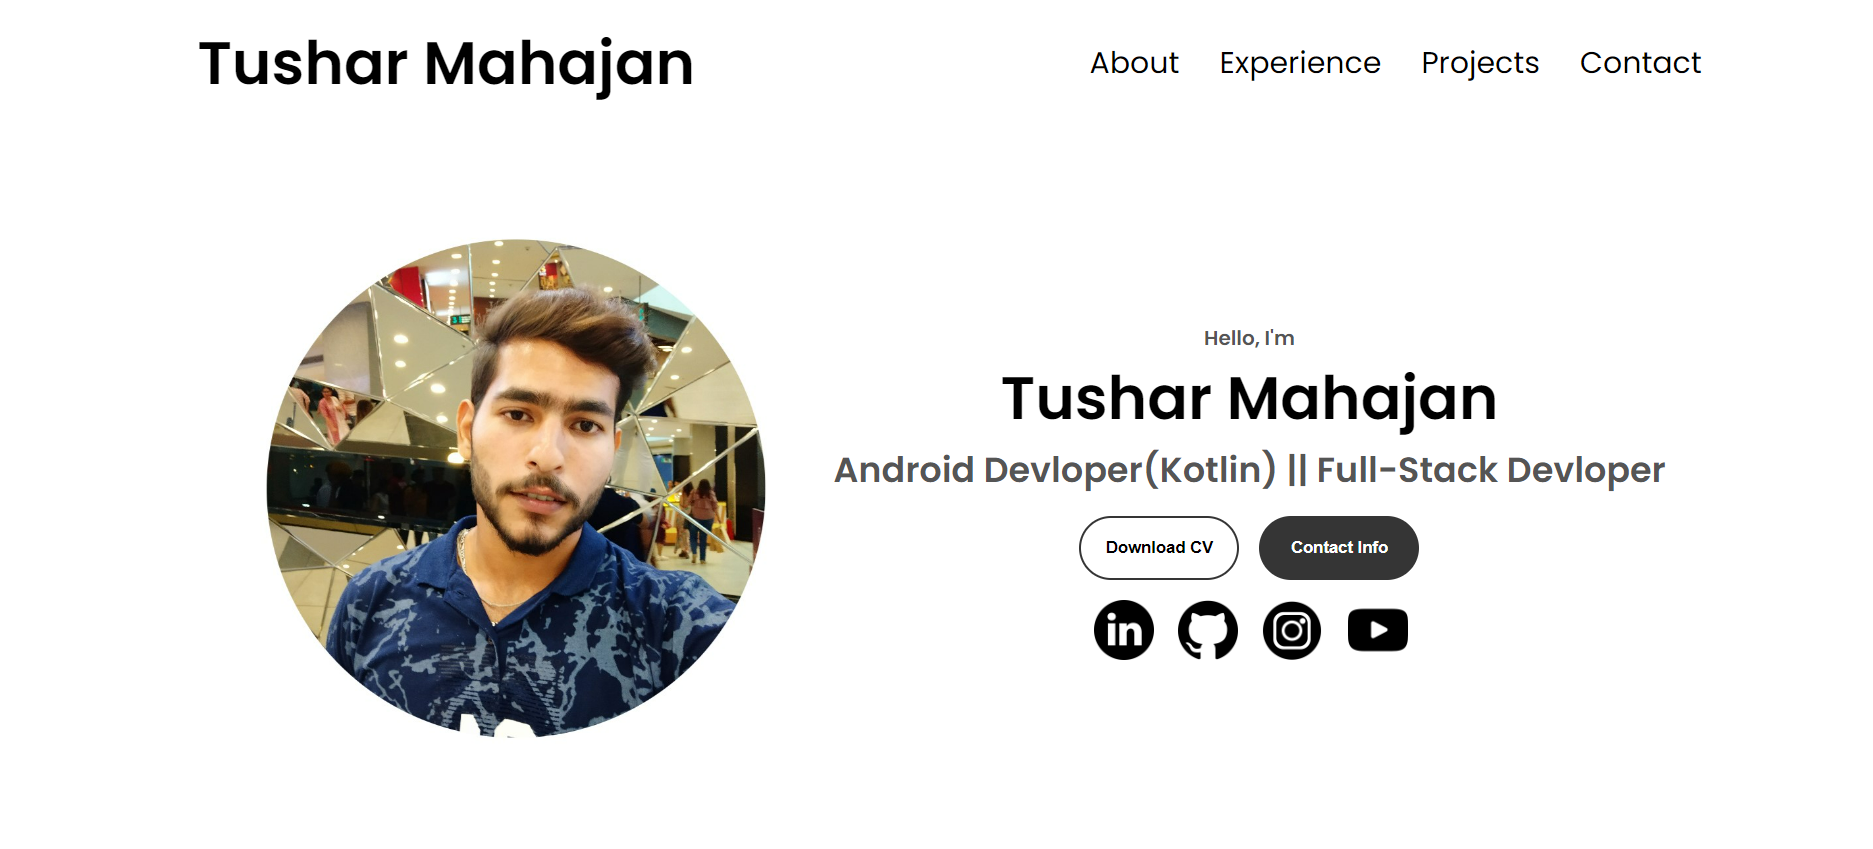 Tushar Mahajan
About Experience Projects Contact
Hello, I'm
Tushar Mahajan
Android Devloper(Kotlin) || Full-Stack Devloper
Download CV Contact Info
in